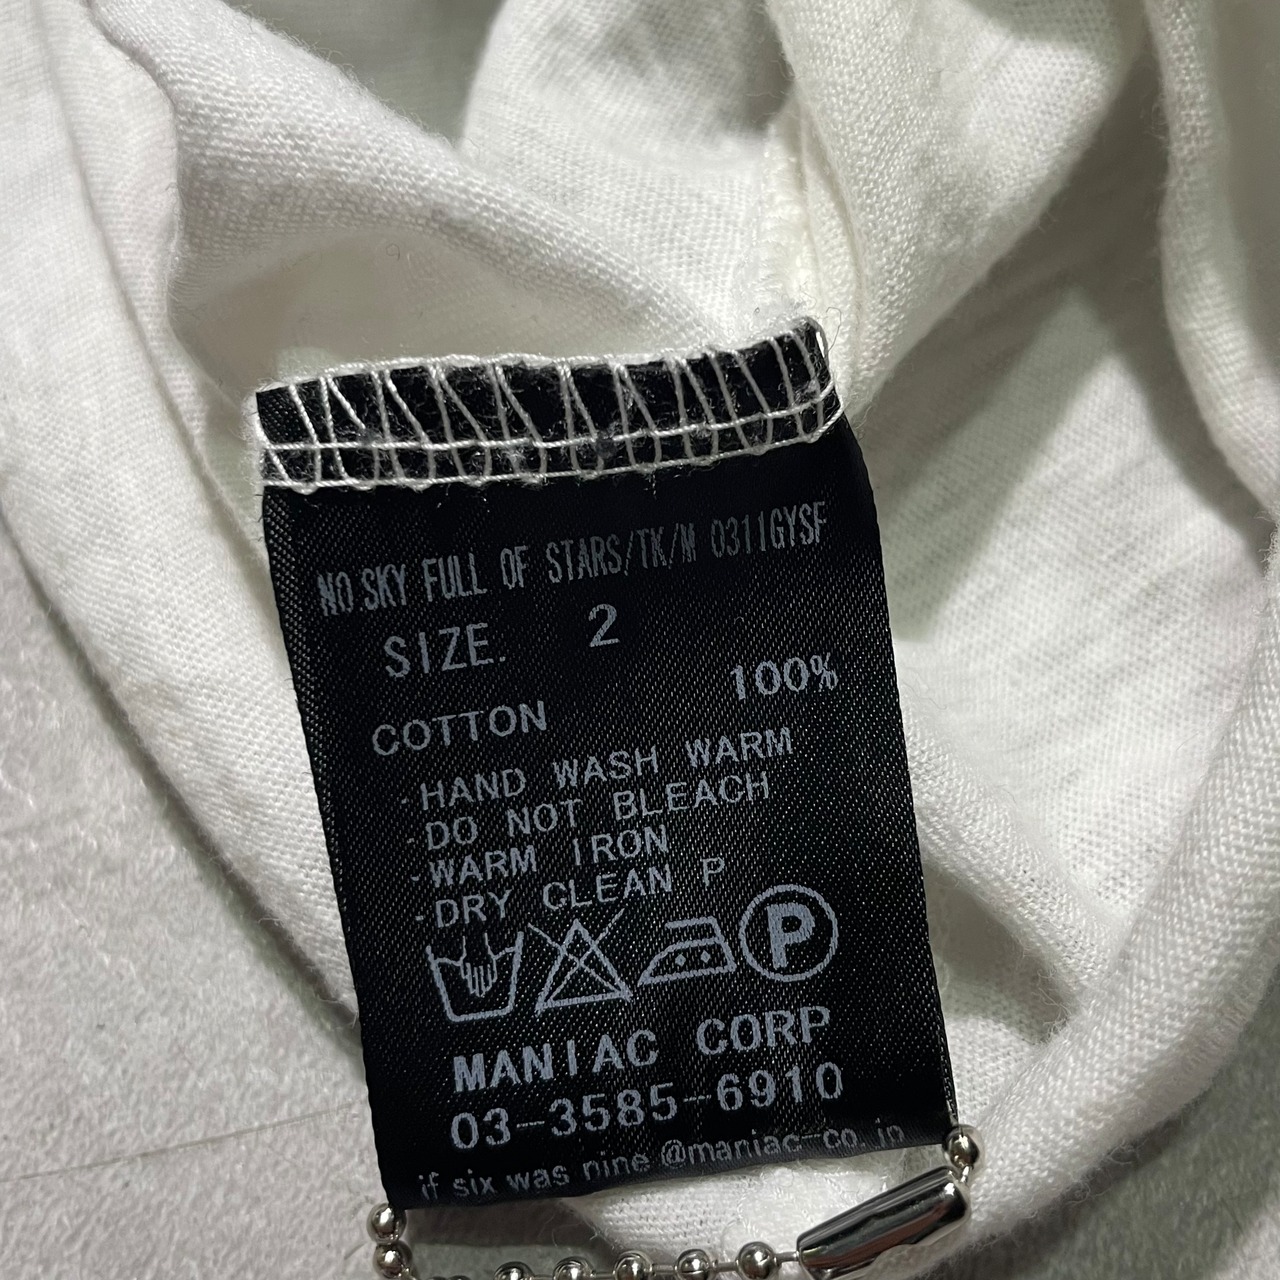 NO.SKY FULL OF STARS/TK/M 0311GYSF
SIZE. 2
100%
COTTON
·HAND WASH WARM
·DO NOT BLEACH
·WARM IRON
·DRY CLEAN P
P
MANIAC CORP
03-3585-6910
if six was nine @maniac-co.jp